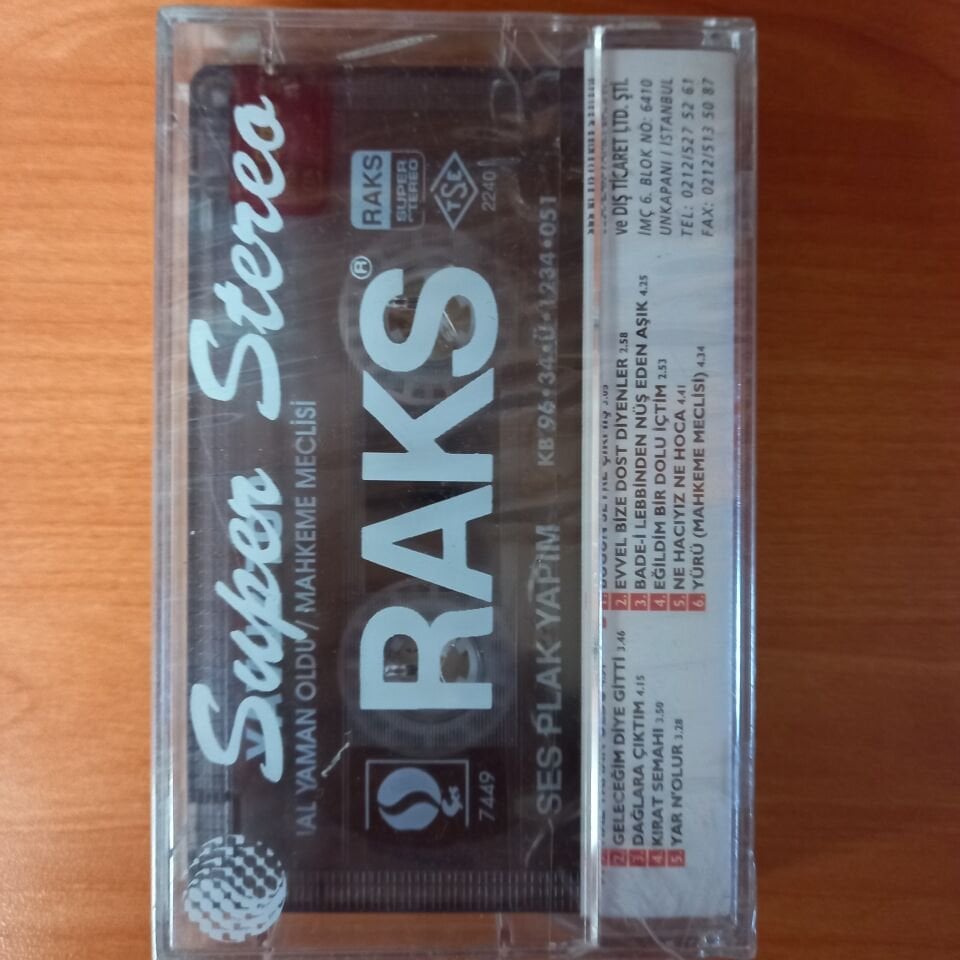 Super Stereo
HAL YAMAN OLDU / MAHKEME MECLİSİ
RAKS®
RAKS
SUPER
STEREO
TSE
2240
Ses
7449
SES PLAK YAPIM
KB 96•34•Ü•1234•051
2. GELECEĞİM DİYE GİTTİ 3.46
3. DAĞLARA ÇIKTIM 4.15
4. KIRAT SEMAHI 3.50
5. YAR N'OLUR 3.28
2. EVVEL BİZE DOST DİYENLER 2.58
3. BADE-İ LEBBİNDEN NÜŞ EDEN AŞIK 4.25
4. EĞİLDİM BİR DOLU İÇTİM 2.53
5. NE HACIYIZ NE HOCA 4.41
6. YÜRÜ (MAHKEME MECLİSİ) 4.34
ve DIŞ TİCARET LTD. ŞTİ.
İMÇ 6. BLOK NO: 6410
UNKAPANI / İSTANBUL
TEL: 0212/527 52 61
FAX: 0212/513 50 87